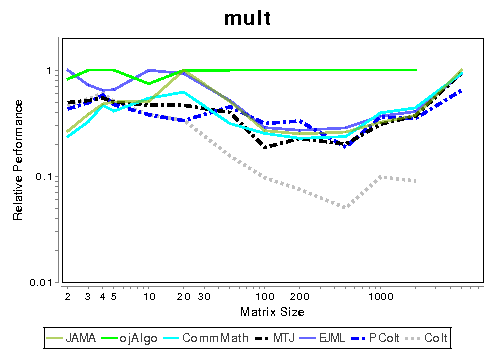 mult
Relative Performance
1
0.1
0.01
2 3 4 5 10 20 30 100 200 1000
Matrix Size
JAMA ojAlgo CommMath MTJ EJML PColt Colt